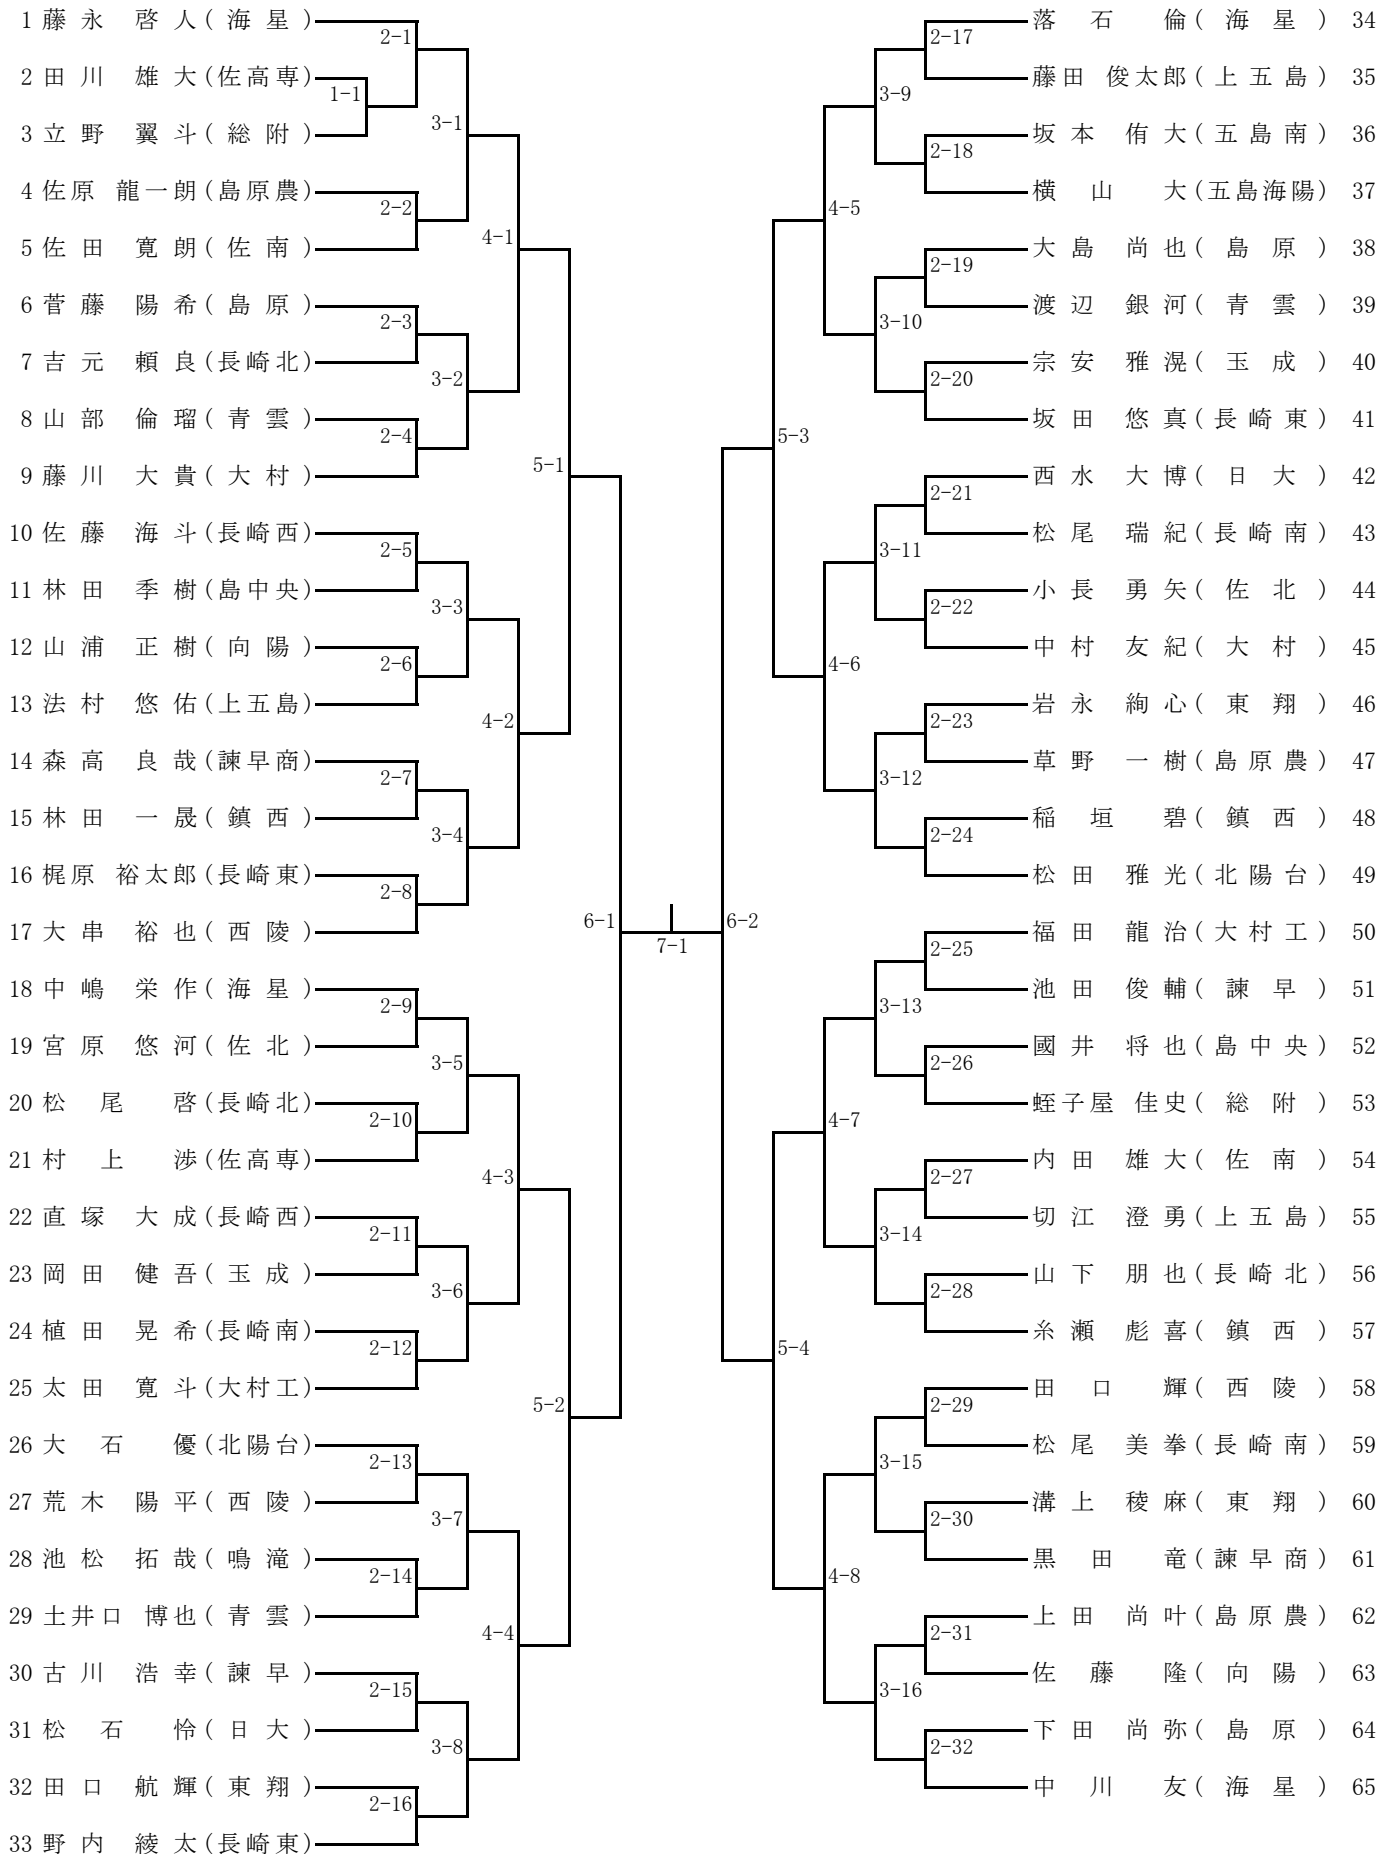 1 藤永 啓人(海星)
2 田川 雄大(佐高専)
3 立野 翼斗(総附)
4 佐原 龍一朗(島原農)
5 佐田 寛朗(佐南)
6 菅藤 陽希(島原)
7 吉元 頼良(長崎北)
8 山部 倫瑠(青雲)
9 藤川 大貴(大村)
10 佐藤 海斗(長崎西)
11 林田 季樹(島中央)
12 山浦 正樹(向陽)
13 法村 悠佑(上五島)
14 森高 良哉(諫早商)
15 林田 一晟(鎮西)
16 梶原 裕太郎(長崎東)
17 大串 裕也(西陵)
18 中嶋 栄作(海星)
19 宮原 悠河(佐北)
20 松尾 啓(長崎北)
21 村上 渉(佐高専)
22 直塚 大成(長崎西)
23 岡田 健吾(玉成)
24 植田 晃希(長崎南)
25 太田 寛斗(大村工)
26 大石 優(北陽台)
27 荒木 陽平(西陵)
28 池松 拓哉(鳴滝)
29 土井口 博也(青雲)
30 古川 浩幸(諫早)
31 松石 怜(日大)
32 田口 航輝(東翔)
33 野内 綾太(長崎東)
1-1
2-1
2-2
2-3
2-4
2-5
2-6
2-7
2-8
2-9
2-10
2-11
2-12
2-13
2-14
2-15
2-16
3-1
3-2
3-3
3-4
3-5
3-6
3-7
3-8
4-1
4-2
4-3
4-4
5-1
5-2
6-1
7-1
6-2
5-3
5-4
4-5
4-6
4-7
4-8
3-9
3-10
3-11
3-12
3-13
3-14
3-15
3-16
2-17
2-18
2-19
2-20
2-21
2-22
2-23
2-24
2-25
2-26
2-27
2-28
2-29
2-30
2-31
2-32
落石 倫(海星) 34
藤田 俊太郎(上五島) 35
坂本 侑大(五島南) 36
横山 大(五島海陽) 37
大島 尚也(島原) 38
渡辺 銀河(青雲) 39
宗安 雅滉(玉成) 40
坂田 悠真(長崎東) 41
西水 大博(日大) 42
松尾 瑞紀(長崎南) 43
小長 勇矢(佐北) 44
中村 友紀(大村) 45
岩永 絢心(東翔) 46
草野 一樹(島原農) 47
稲垣 碧(鎮西) 48
松田 雅光(北陽台) 49
福田 龍治(大村工) 50
池田 俊輔(諫早) 51
國井 将也(島中央) 52
蛭子屋 佳史(総附) 53
内田 雄大(佐南) 54
切江 澄勇(上五島) 55
山下 朋也(長崎北) 56
糸瀬 彪喜(鎮西) 57
田口 輝(西陵) 58
松尾 美拳(長崎南) 59
溝上 稜麻(東翔) 60
黒田 竜(諫早商) 61
上田 尚叶(島原農) 62
佐藤 隆(向陽) 63
下田 尚弥(島原) 64
中川 友(海星) 65